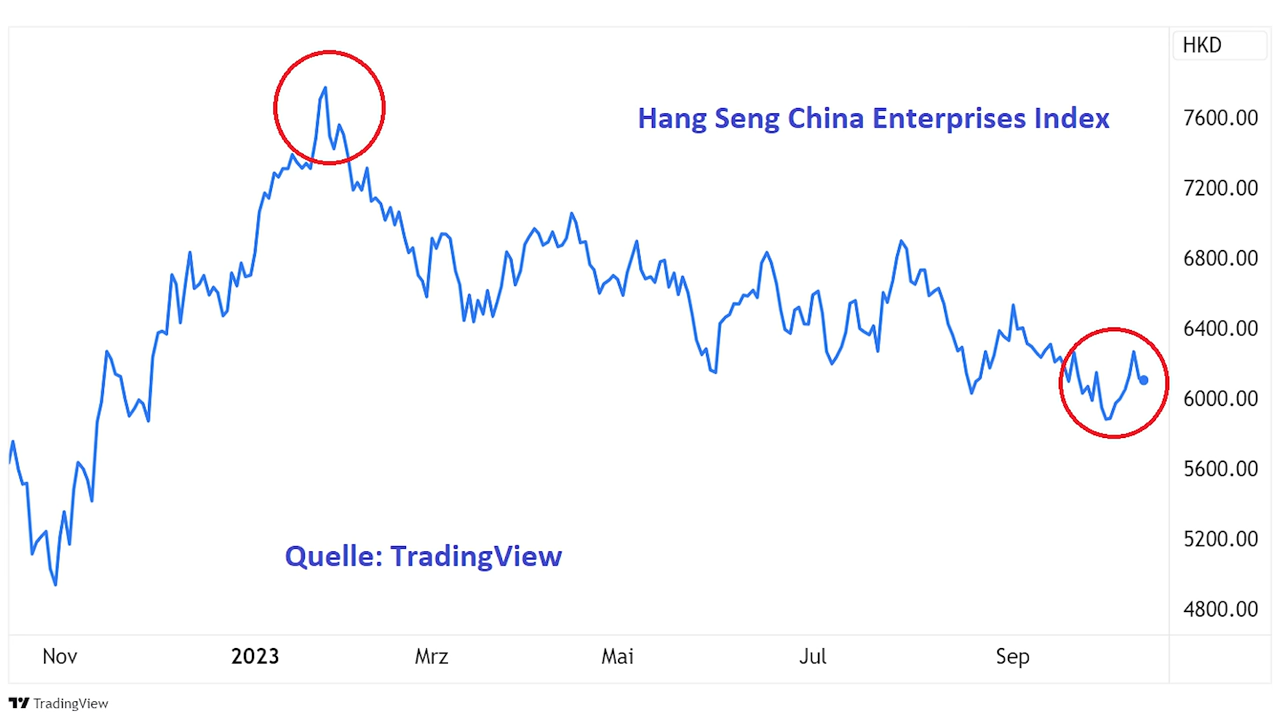 HKD
Hang Seng China Enterprises Index
7600.00
7200.00
6800.00
6400.00
6000.00
5600.00
5200.00
4800.00
Quelle: TradingView
Nov 2023 Mrz Mai Jul Sep
TradingView